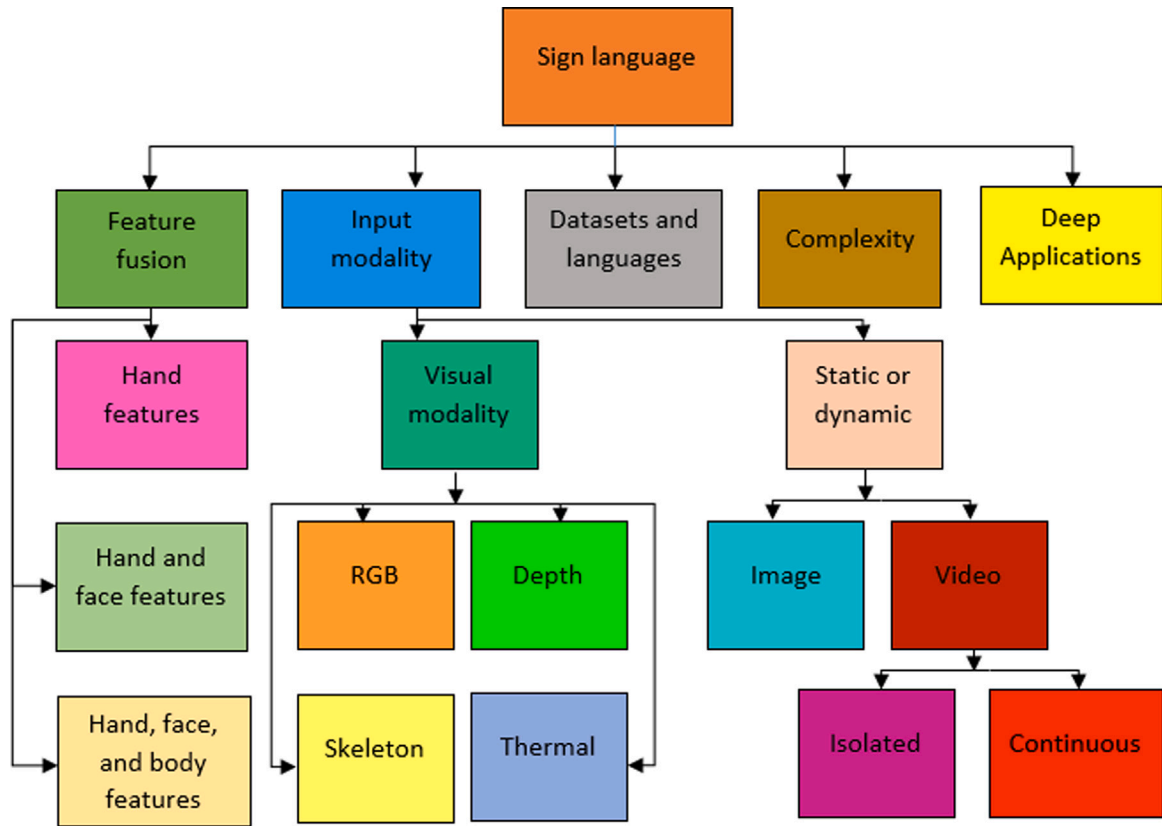 Sign language
Feature
fusion
Input
modality
Datasets and
languages
Complexity
Deep
Applications
Hand
features
Visual
modality
Static or
dynamic
Hand and
face features
RGB
Depth
Image
Video
Hand, face,
and body
features
Skeleton
Thermal
Isolated
Continuous